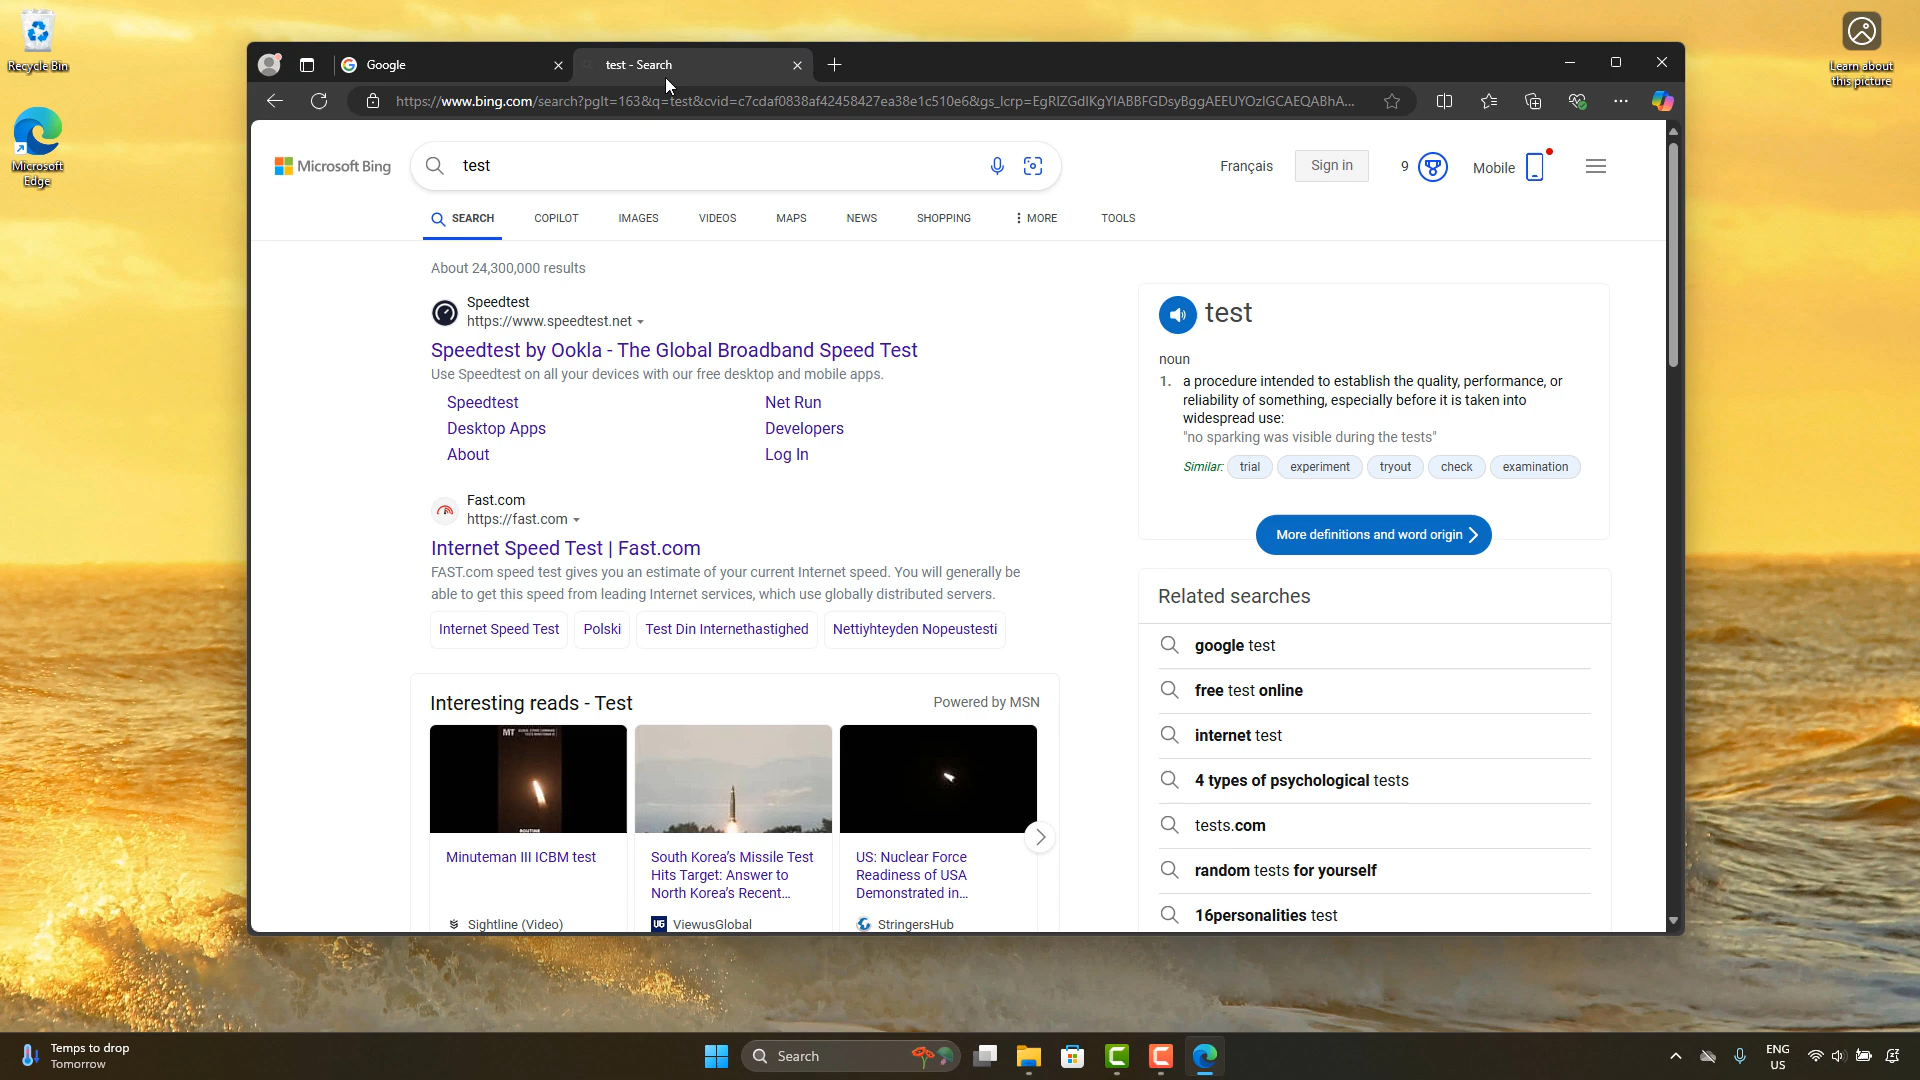 Recycle Bin
Microsoft
Edge
Learn about
this picture
Google
test - Search
https://www.bing.com/search?pglt=163&q=test&cvid=c7cdaf0838af42458427ea38e1c510e6&gs_lcrp=EgRlZGdlKgYIABBFGDsyBggAEEUYOzIGCAEQABhA...
Microsoft Bing
test
Français
Sign in
9
Mobile
SEARCH
COPILOT
IMAGES
VIDEOS
MAPS
NEWS
SHOPPING
MORE
TOOLS
About 24,300,000 results
Speedtest
https://www.speedtest.net
Speedtest by Ookla - The Global Broadband Speed Test
Use Speedtest on all your devices with our free desktop and mobile apps.
Speedtest
Net Run
Desktop Apps
Developers
About
Log In
Fast.com
https://fast.com
Internet Speed Test | Fast.com
FAST.com speed test gives you an estimate of your current Internet speed. You will generally be
able to get this speed from leading Internet services, which use globally distributed servers.
Internet Speed Test
Polski
Test Din Internethastighed
Nettiyhteyden Nopeustesti
Interesting reads - Test
Powered by MSN
MT
ROUTINE
Minuteman III ICBM test
Sightline (Video)
South Korea's Missile Test
Hits Target: Answer to
North Korea's Recent...
UG
ViewusGlobal
US: Nuclear Force
Readiness of USA
Demonstrated in...
StringersHub
test
noun
1. a procedure intended to establish the quality, performance, or
reliability of something, especially before it is taken into
widespread use:
"no sparking was visible during the tests"
Similar: trial experiment tryout check examination
More definitions and word origin
Related searches
google test
free test online
internet test
4 types of psychological tests
tests.com
random tests for yourself
16personalities test
Temps to drop
Tomorrow
Search
ENG
US